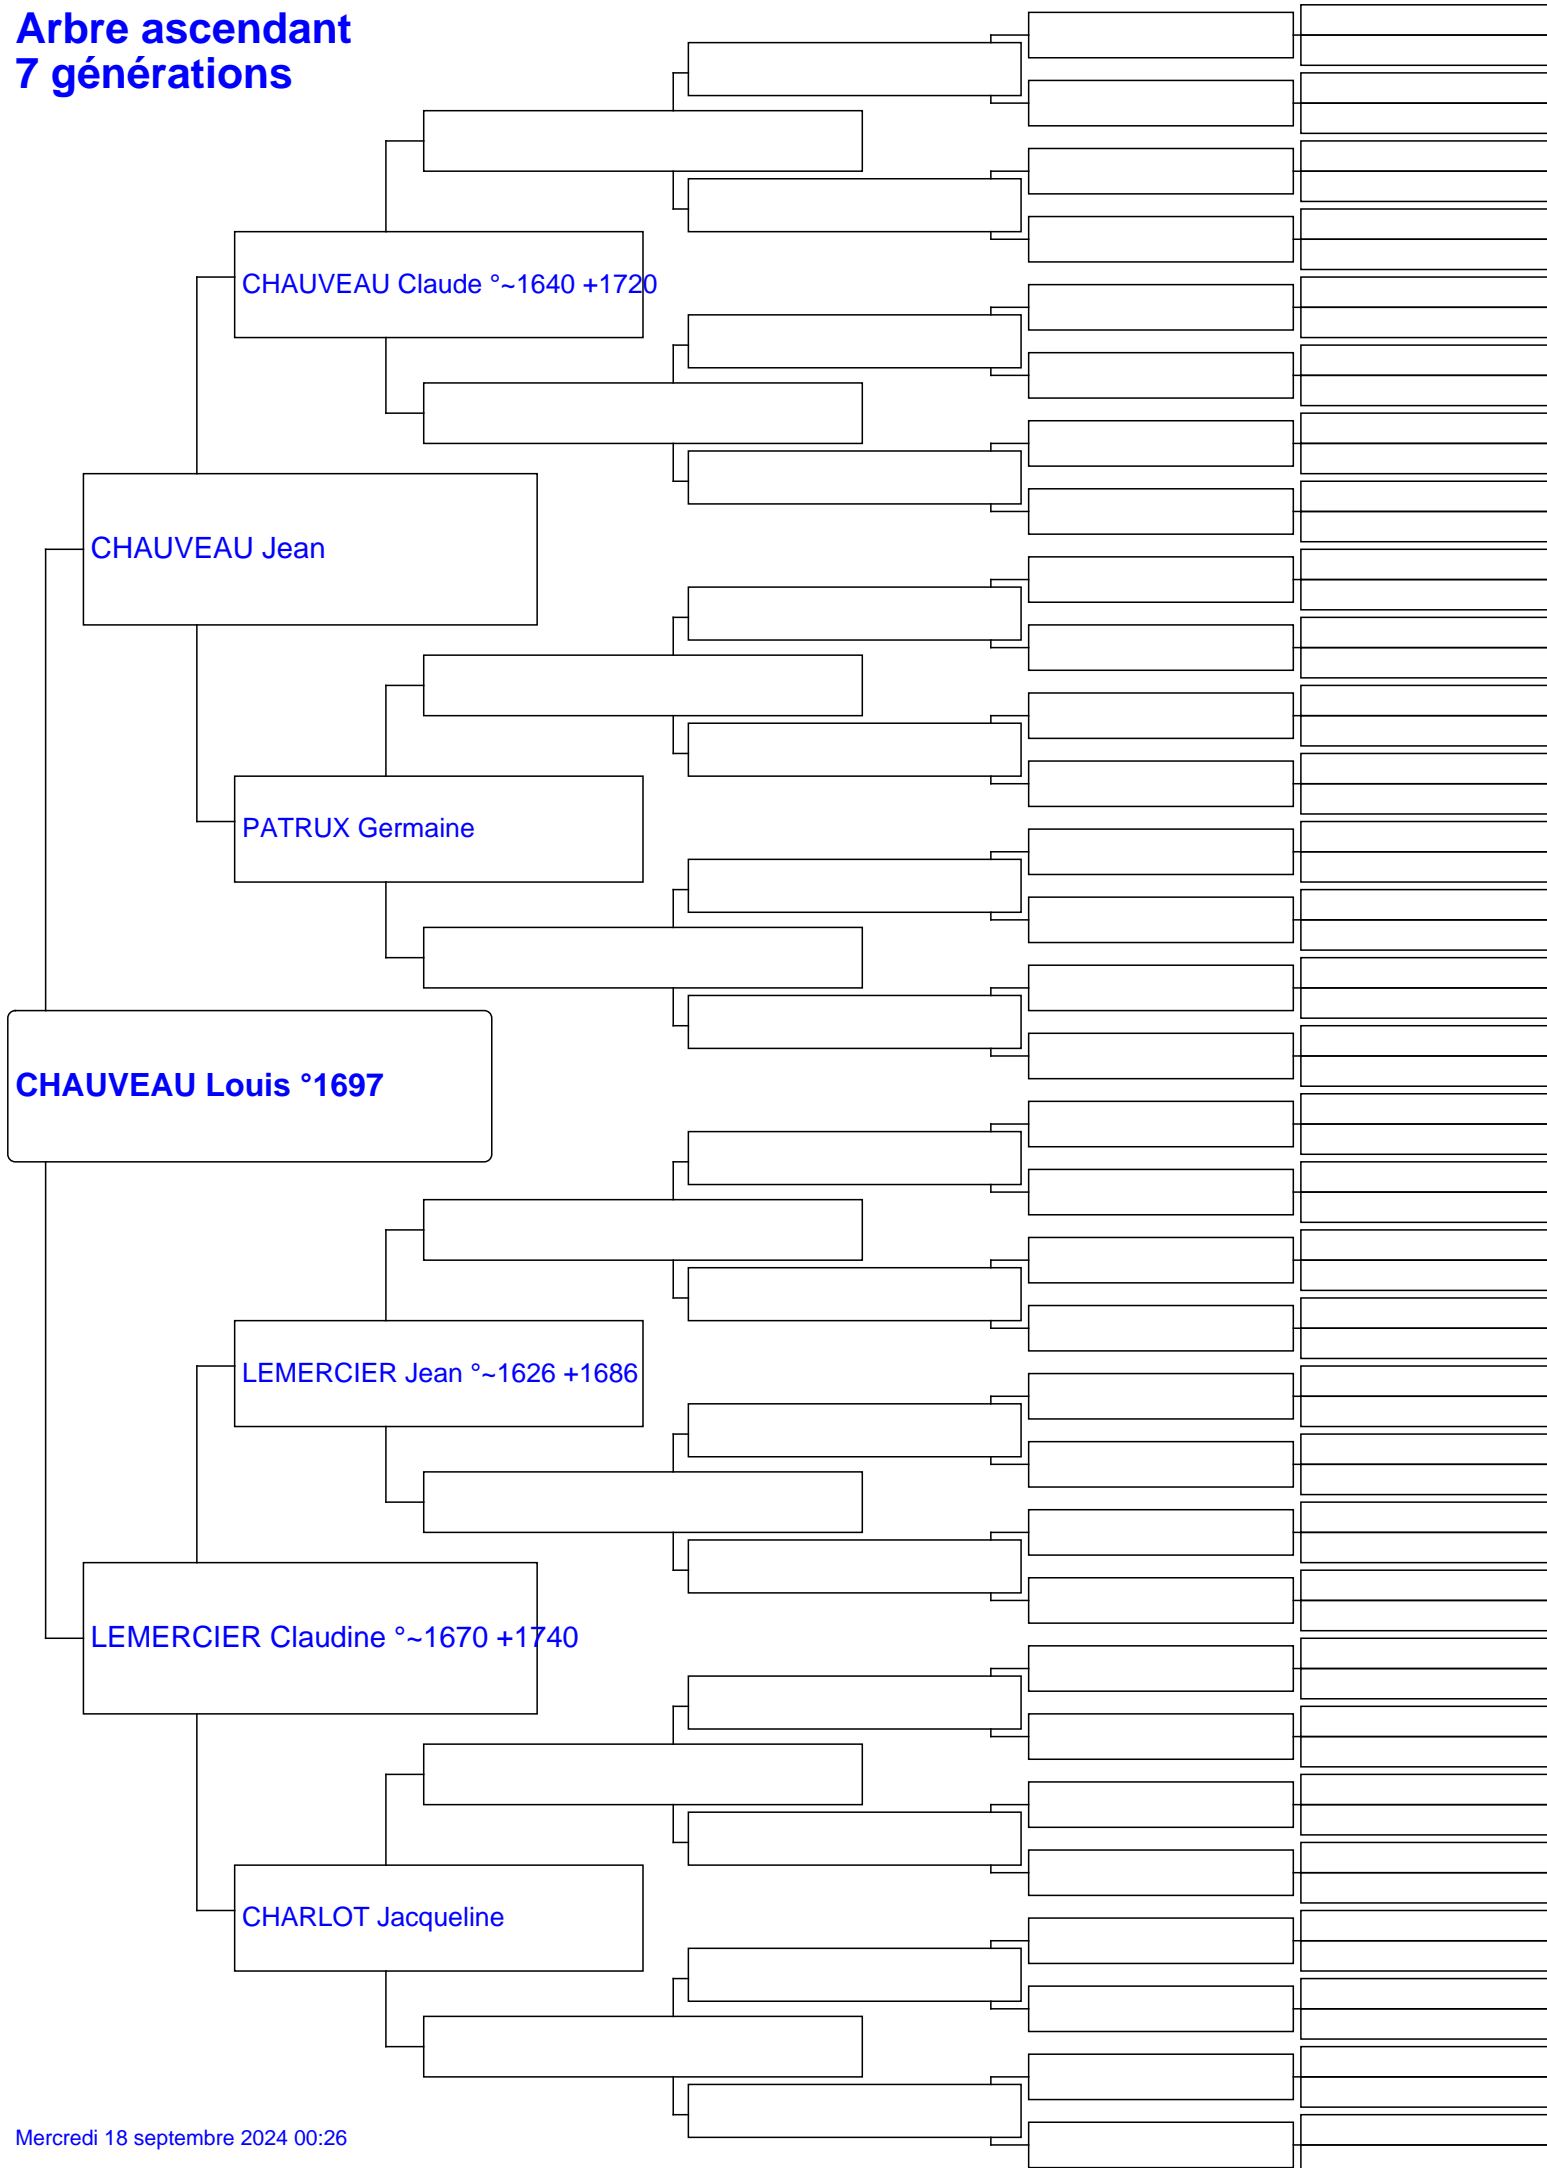 Arbre ascendant
7 générations
CHAUVEAU Claude °~1640 +1720
CHAUVEAU Jean
PATRUX Germaine
CHAUVEAU Louis °1697
LEMERCIER Jean °~1626 +1686
LEMERCIER Claudine °~1670 +1740
CHARLOT Jacqueline
Mercredi 18 septembre 2024 00:26